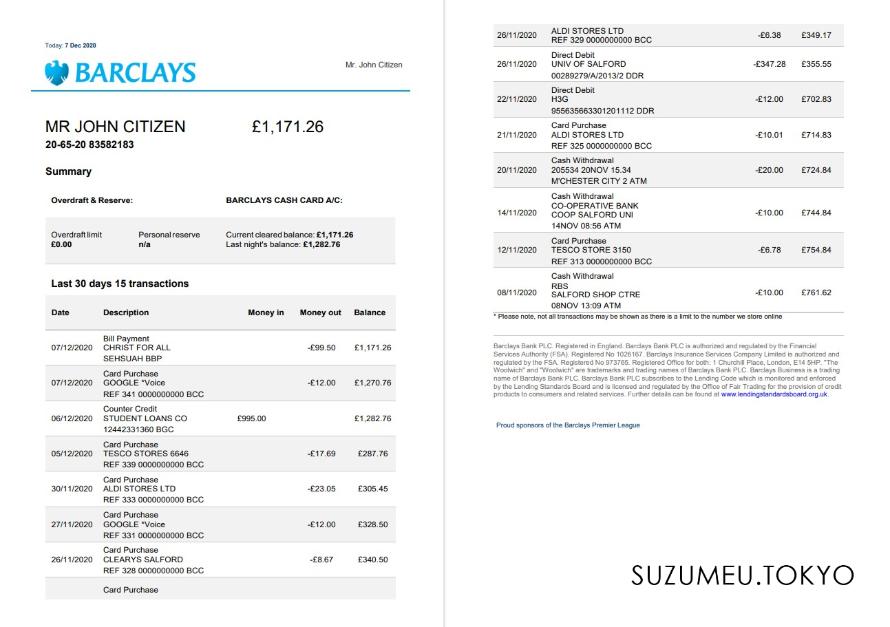 Today: 7 Dec 2020
BARCLAYS
Mr. John Citizen
MR JOHN CITIZEN £1,171.26
20-65-20 83582183
Summary
Overdraft & Reserve: BARCLAYS CASH CARD A/C:
Overdraft limit Personal reserve Current cleared balance: £1,171.26
£0.00 n/a Last night's balance: £1,282.76
Last 30 days 15 transactions
Date Description Money in Money out Balance
Bill Payment
07/12/2020 CHRIST FOR ALL -£99.50 £1,171.26
SEHSUAH BBP
Card Purchase
07/12/2020 GOOGLE *Voice -£12.00 £1,270.76
REF 341 0000000000 BCC
Counter Credit
06/12/2020 STUDENT LOANS CO £995.00 £1,282.76
12442331360 BGC
Card Purchase
05/12/2020 TESCO STORES 6646 -£17.69 £287.76
REF 339 0000000000 BCC
Card Purchase
30/11/2020 ALDI STORES LTD -£23.05 £305.45
REF 333 0000000000 BCC
Card Purchase
27/11/2020 GOOGLE *Voice -£12.00 £328.50
REF 331 0000000000 BCC
Card Purchase
26/11/2020 CLEARYS SALFORD -£8.67 £340.50
REF 328 0000000000 BCC
Card Purchase
ALDI STORES LTD
26/11/2020 -£6.38 £349.17
REF 329 0000000000 BCC
Direct Debit
26/11/2020 UNIV OF SALFORD -£347.28 £355.55
00289279/A/2013/2 DDR
Direct Debit
22/11/2020 H3G -£12.00 £702.83
955635663301201112 DDR
Card Purchase
21/11/2020 ALDI STORES LTD -£10.01 £714.83
REF 325 0000000000 BCC
Cash Withdrawal
20/11/2020 205534 20NOV 15.34 -£20.00 £724.84
M'CHESTER CITY 2 ATM
Cash Withdrawal
CO-OPERATIVE BANK
14/11/2020 -£10.00 £744.84
COOP SALFORD UNI
14NOV 08:56 ATM
Card Purchase
12/11/2020 TESCO STORE 3150 -£6.78 £754.84
REF 313 0000000000 BCC
Cash Withdrawal
RBS
08/11/2020 -£10.00 £761.62
SALFORD SHOP CTRE
08NOV 13:09 ATM
* Please note, not all transactions may be shown as there is a limit to the number we store online
Barclays Bank PLC. Registered in England. Barclays Bank PLC is authorized and regulated by the Financial
Services Authority (FSA). Registered No 1026167. Barclays Insurance Services Company Limited is authorized and
regulated by the FSA. Registered No 973765. Registered Office for both: 1 Churchill Place, London, E14 5HP. "The
Woolwich" and "Woolwich" are trademarks and trading names of Barclays Bank PLC. Barclays Business is a trading
name of Barclays Bank PLC. Barclays Bank PLC subscribes to the Lending Code which is monitored and enforced
by the Lending Standards Board and is licensed and regulated by the Office of Fair Trading for the provision of credit
products to consumers and related services. Further details can be found at www.lendingstandardsboard.org.uk.
Proud sponsors of the Barclays Premier League
SUZUMEU.TOKYO